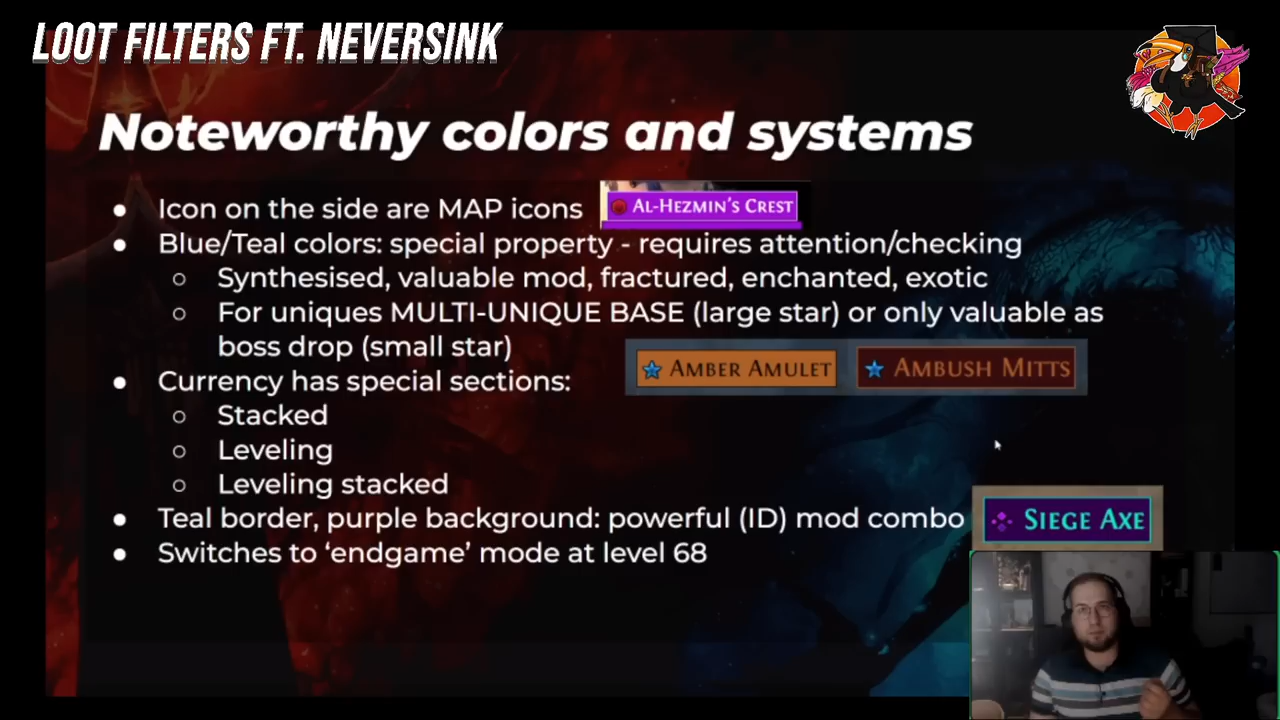 LOOT FILTERS FT. NEVERSINK
Noteworthy colors and systems
● Icon on the side are MAP icons
AL-HEZMIN'S CREST
● Blue/Teal colors: special property - requires attention/checking
○ Synthesised, valuable mod, fractured, enchanted, exotic
○ For uniques MULTI-UNIQUE BASE (large star) or only valuable as
boss drop (small star)
AMBER AMULET
AMBUSH MITTS
● Currency has special sections:
○ Stacked
○ Leveling
○ Leveling stacked
● Teal border, purple background: powerful (ID) mod combo
SIEGE AXE
● Switches to ‘endgame’ mode at level 68